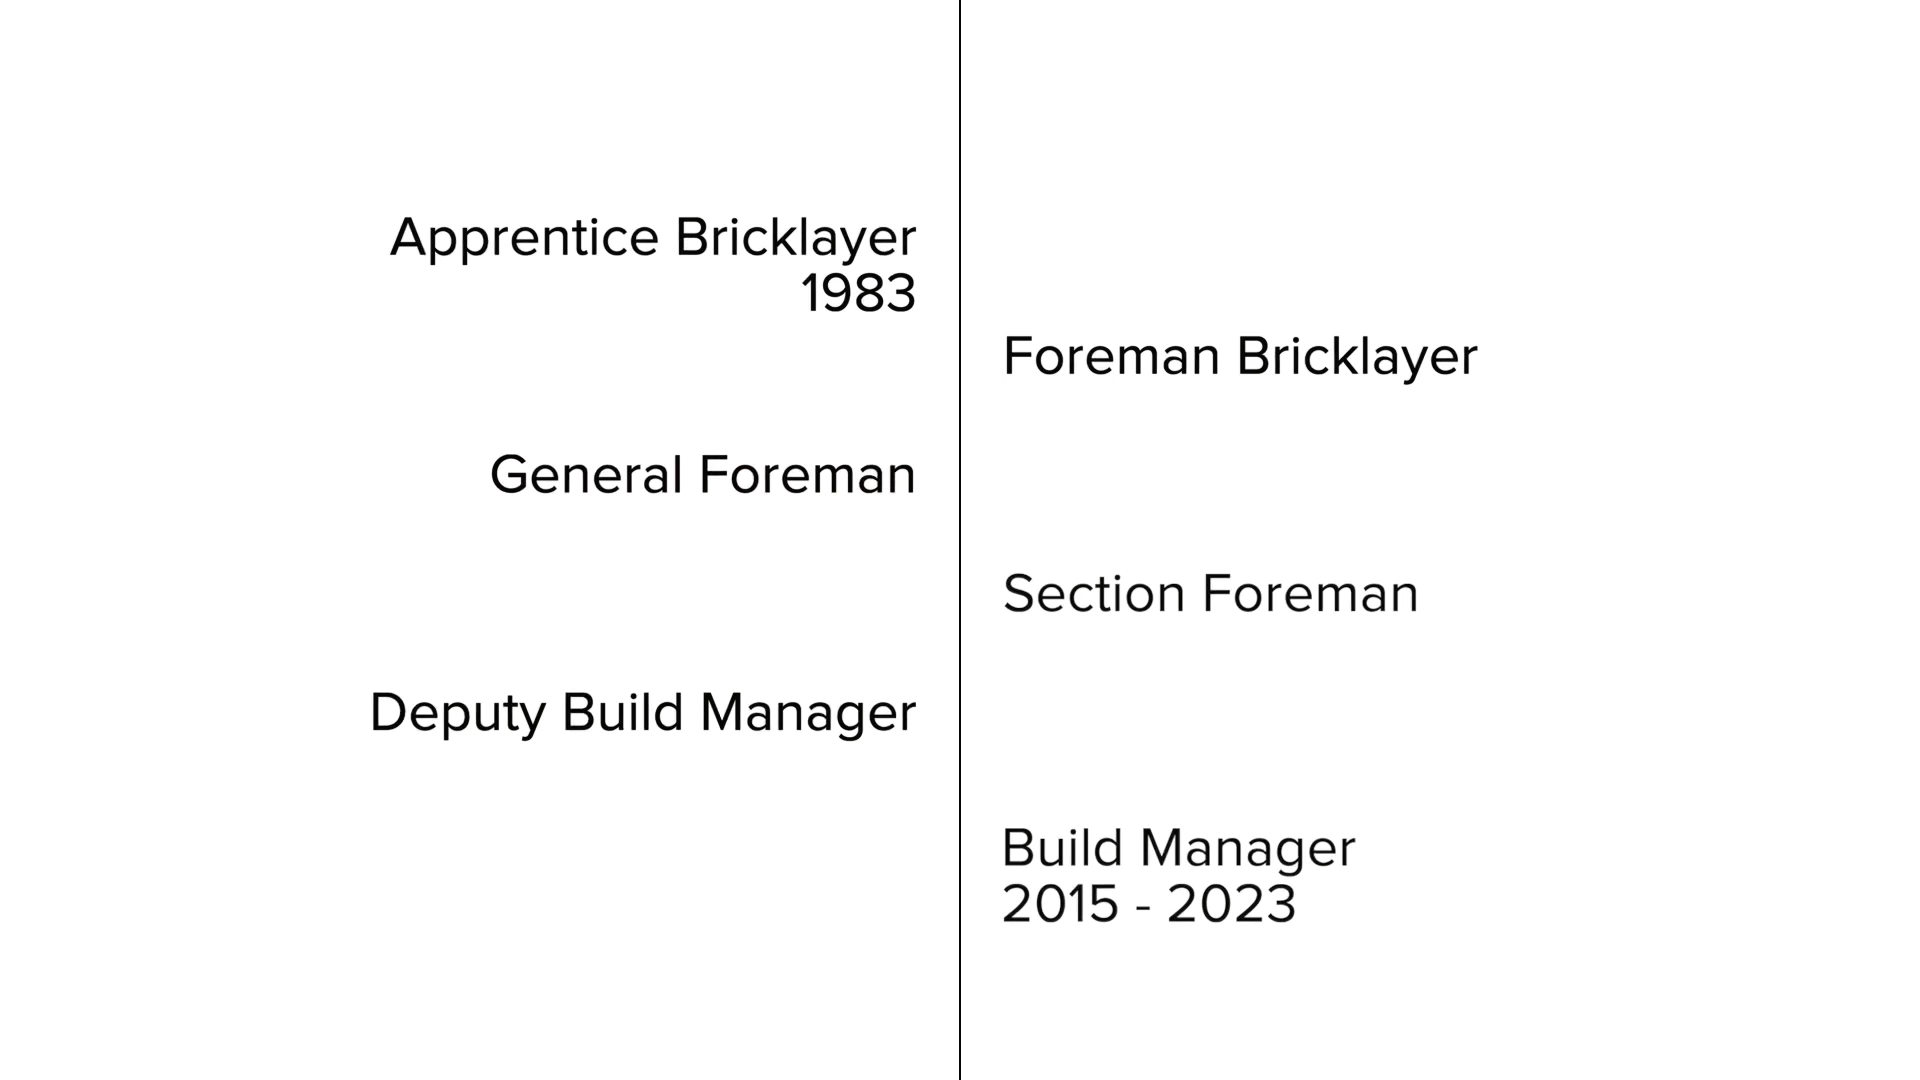 Apprentice Bricklayer
1983
Foreman Bricklayer
General Foreman
Section Foreman
Deputy Build Manager
Build Manager
2015 - 2023